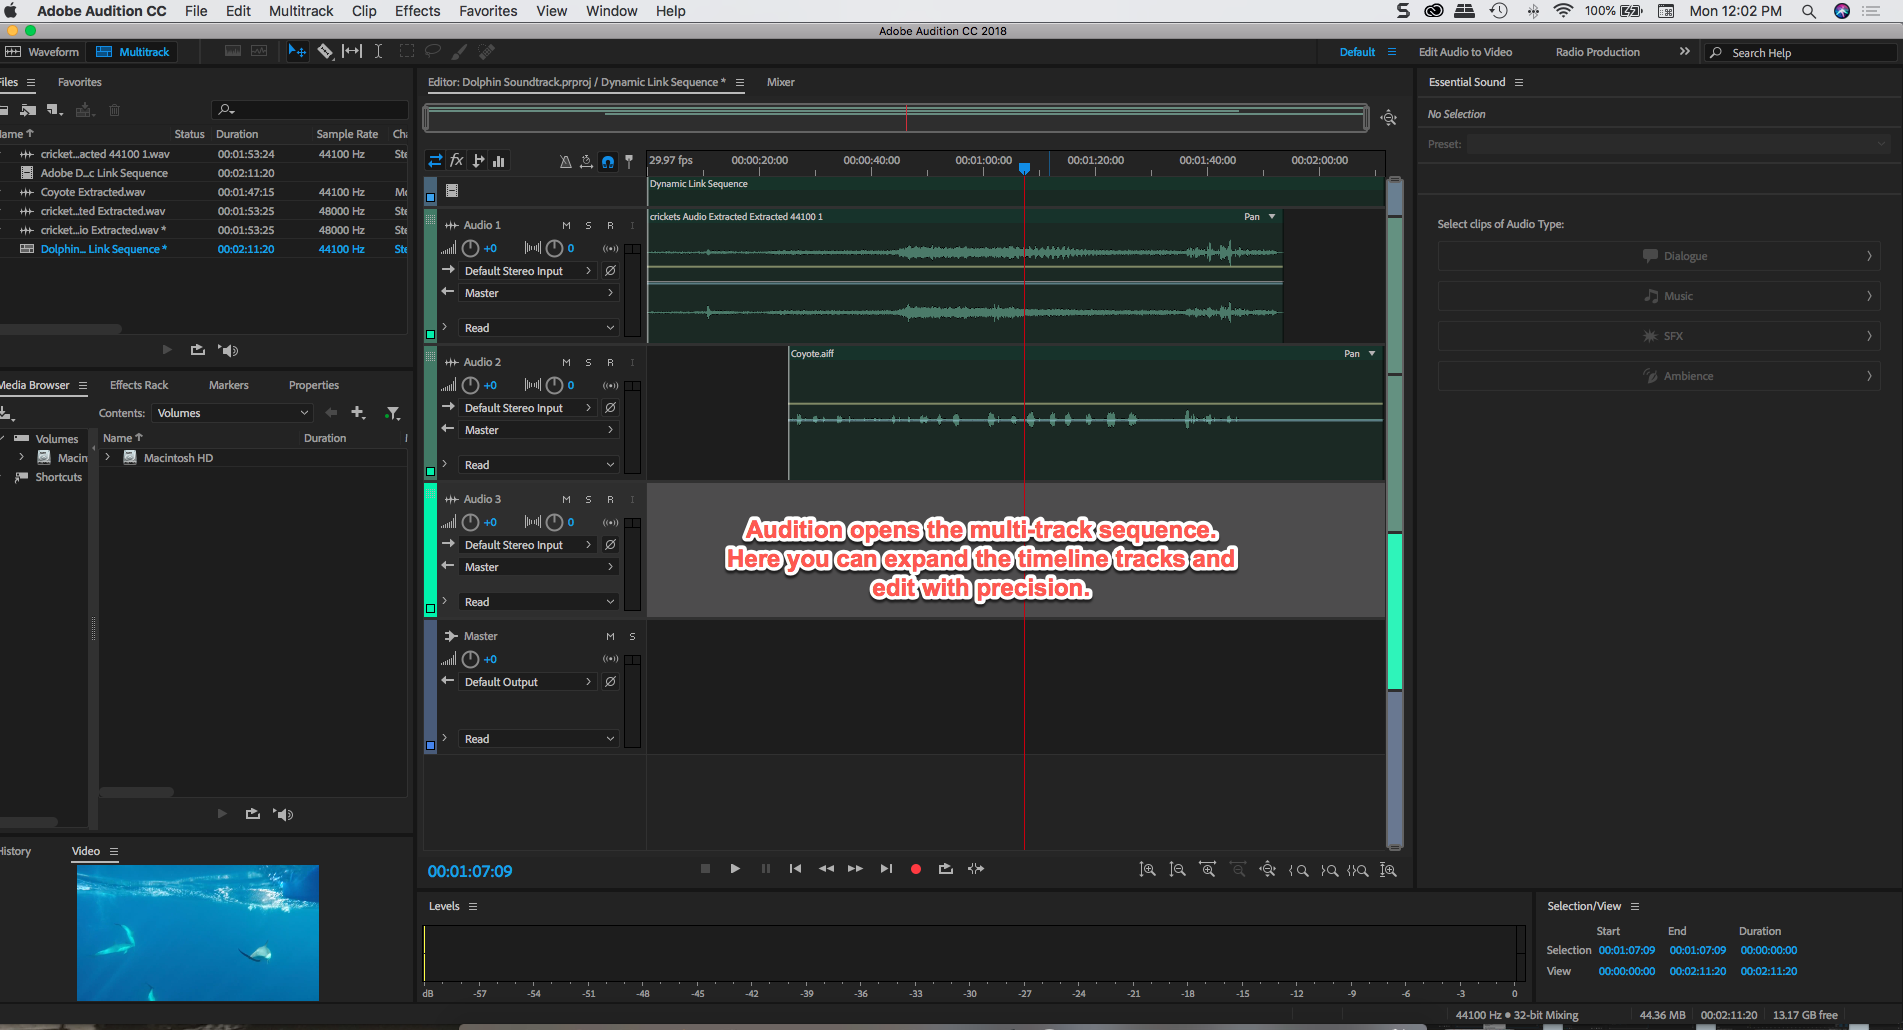 Adobe Audition CC File Edit Multitrack Clip Effects Favorites View Window Help
100% Mon 12:02 PM
Adobe Audition CC 2018
Waveform Multitrack
Default Edit Audio to Video Radio Production Search Help
Files Favorites
Name Status Duration Sample Rate Ch
cricket...acted 44100 1.wav 00:01:53:24 44100 Hz Ste
Adobe D...c Link Sequence 00:02:11:20
Coyote Extracted.wav 00:01:47:15 44100 Hz Mo
cricket...ted Extracted.wav 00:01:53:25 48000 Hz Ste
cricket...io Extracted.wav * 00:01:53:25 48000 Hz Ste
Dolphin... Link Sequence * 00:02:11:20 44100 Hz Ste
Media Browser Effects Rack Markers Properties
Contents: Volumes
Volumes
Macin
Shortcuts
Name Duration
Macintosh HD
History Video
Editor: Dolphin Soundtrack.prproj / Dynamic Link Sequence * Mixer
fx
29.97 fps 00:00:20:00 00:00:40:00 00:01:00:00 00:01:20:00 00:01:40:00 00:02:00:00
Dynamic Link Sequence
Audio 1 M S R I
+0 0
Default Stereo Input
Master
Read
crickets Audio Extracted Extracted 44100 1 Pan
Audio 2 M S R I
+0 0
Default Stereo Input
Master
Read
Coyote.aiff Pan
Audio 3 M S R I
+0 0
Default Stereo Input
Master
Read
Audition opens the multi-track sequence.
Here you can expand the timeline tracks and
edit with precision.
Master M S
+0
Default Output
Read
00:01:07:09
Levels
dB -57 -54 -51 -48 -45 -42 -39 -36 -33 -30 -27 -24 -21 -18 -15 -12 -9 -6 -3 0
Essential Sound
No Selection
Preset:
Select clips of Audio Type:
Dialogue
Music
SFX
Ambience
Selection/View
Start End Duration
Selection 00:01:07:09 00:01:07:09 00:00:00:00
View 00:00:00:00 00:02:11:20 00:02:11:20
44100 Hz • 32-bit Mixing 44.36 MB 00:02:11:20 13.17 GB free